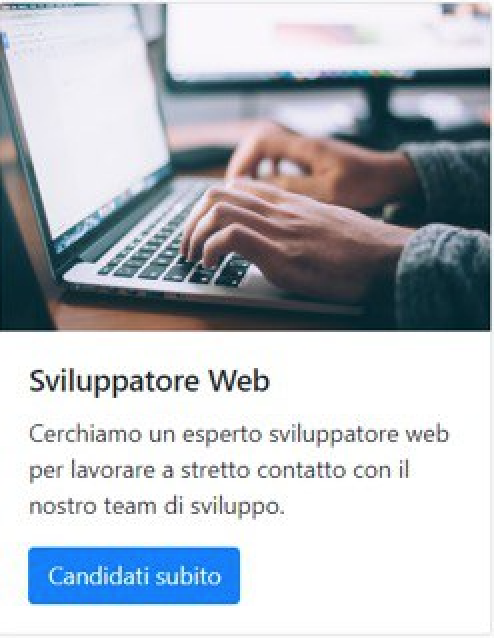 Sviluppatore Web
Cerchiamo un esperto sviluppatore web
per lavorare a stretto contatto con il
nostro team di sviluppo.
Candidati subito